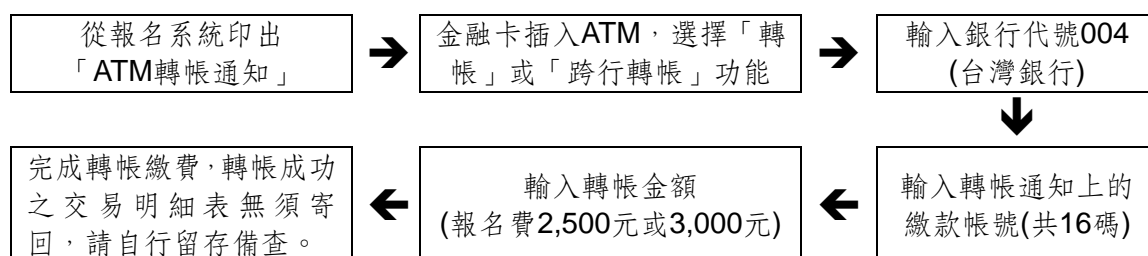 從報名系統印出
「ATM轉帳通知」
金融卡插入ATM，選擇「轉
帳」或「跨行轉帳」功能
輸入銀行代號004
(台灣銀行)
輸入轉帳通知上的
繳款帳號(共16碼)
輸入轉帳金額
(報名費2,500元或3,000元)
完成轉帳繳費，轉帳成功
之交易明細表無須寄
回，請自行留存備查。